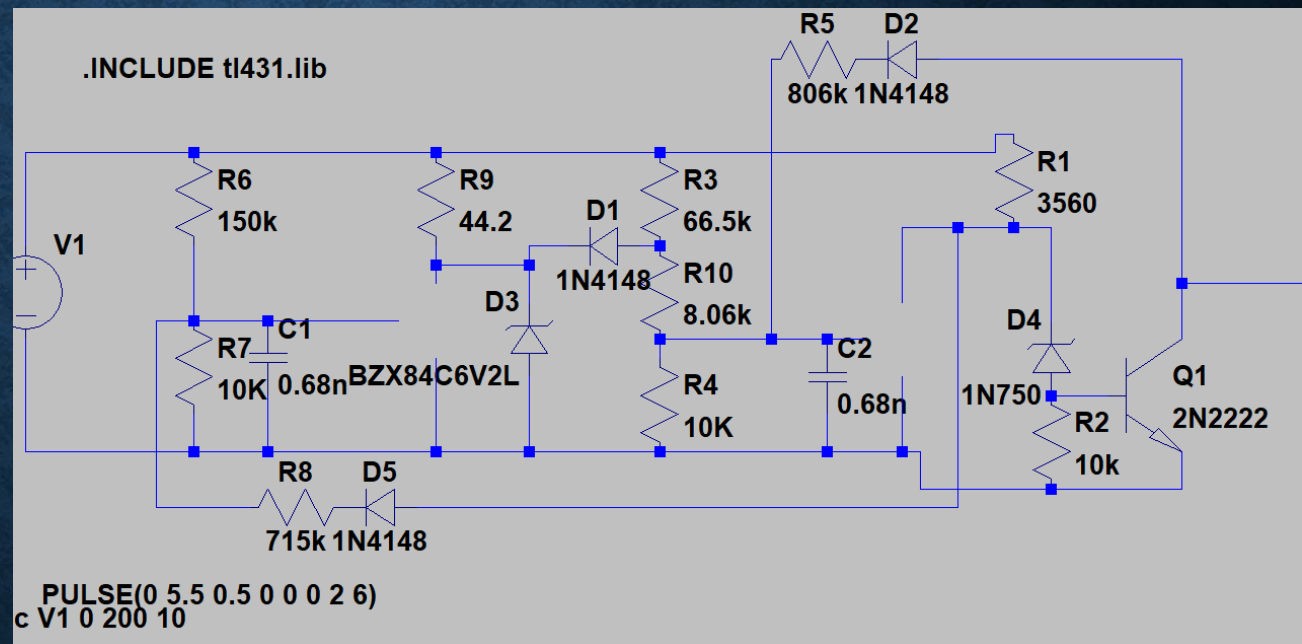 R5 D2
806k 1N4148
.INCLUDE tl431.lib
R6
150k
R9
44.2
R3
66.5k
R1
3560
V1
D1
1N4148
R10
8.06k
D3
D4
C1
R7
10K
0.68n
BZX84C6V2L
R4
10K
C2
0.68n
1N750
Q1
2N2222
R2
10k
R8 D5
715k 1N4148
PULSE(0 5.5 0.5 0 0 0 2 6)
c V1 0 200 10